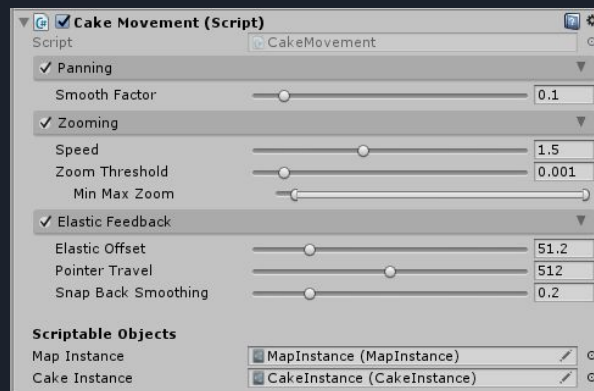 Cake Movement (Script)
Script CakeMovement
Panning
Smooth Factor 0.1
Zooming
Speed 1.5
Zoom Threshold 0.001
Min Max Zoom
Elastic Feedback
Elastic Offset 51.2
Pointer Travel 512
Snap Back Smoothing 0.2
Scriptable Objects
Map Instance MapInstance (MapInstance)
Cake Instance CakeInstance (CakeInstance)